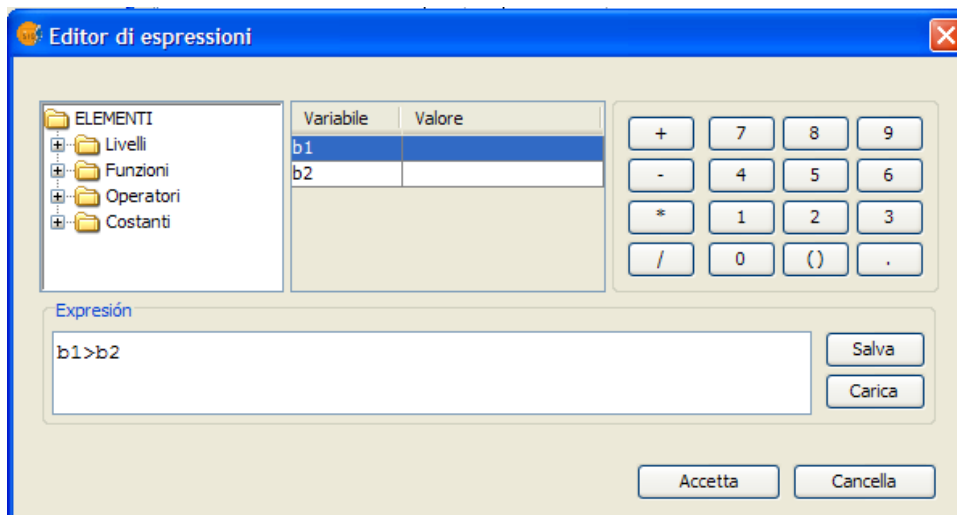 Editor di espressioni
ELEMENTI
Livelli
Funzioni
Operatori
Costanti
Variabile Valore
b1
b2
+ 7 8 9
- 4 5 6
* 1 2 3
/ 0 () .
Expresión
b1>b2
Salva
Carica
Accetta Cancella